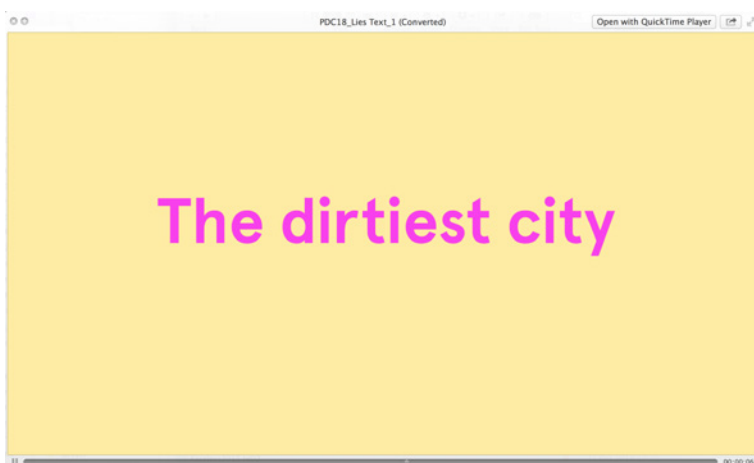 PDC18_Lies Text_1 (Converted)
Open with QuickTime Player
The dirtiest city